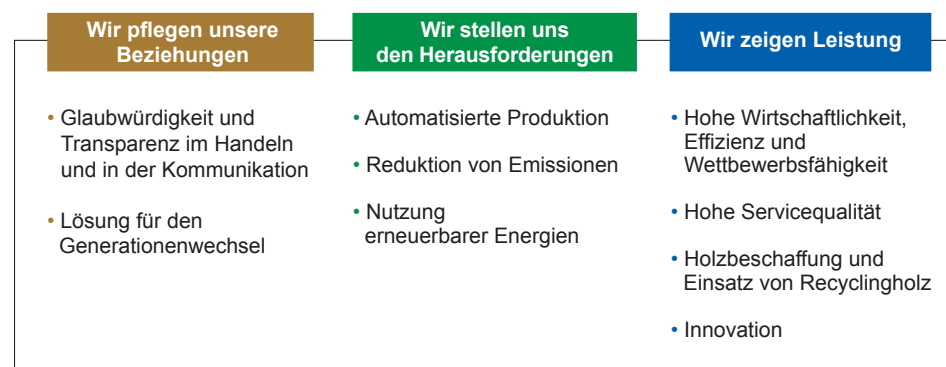 Wir pflegen unsere
Beziehungen
• Glaubwürdigkeit und
Transparenz im Handeln
und in der Kommunikation
• Lösung für den
Generationenwechsel
Wir stellen uns
den Herausforderungen
• Automatisierte Produktion
• Reduktion von Emissionen
• Nutzung
erneuerbarer Energien
Wir zeigen Leistung
• Hohe Wirtschaftlichkeit,
Effizienz und
Wettbewerbsfähigkeit
• Hohe Servicequalität
• Holzbeschaffung und
Einsatz von Recyclingholz
• Innovation